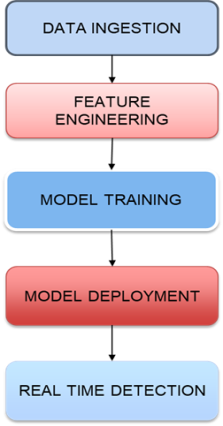 DATA INGESTION
FEATURE
ENGINEERING
MODEL TRAINING
MODEL DEPLOYMENT
REAL TIME DETECTION